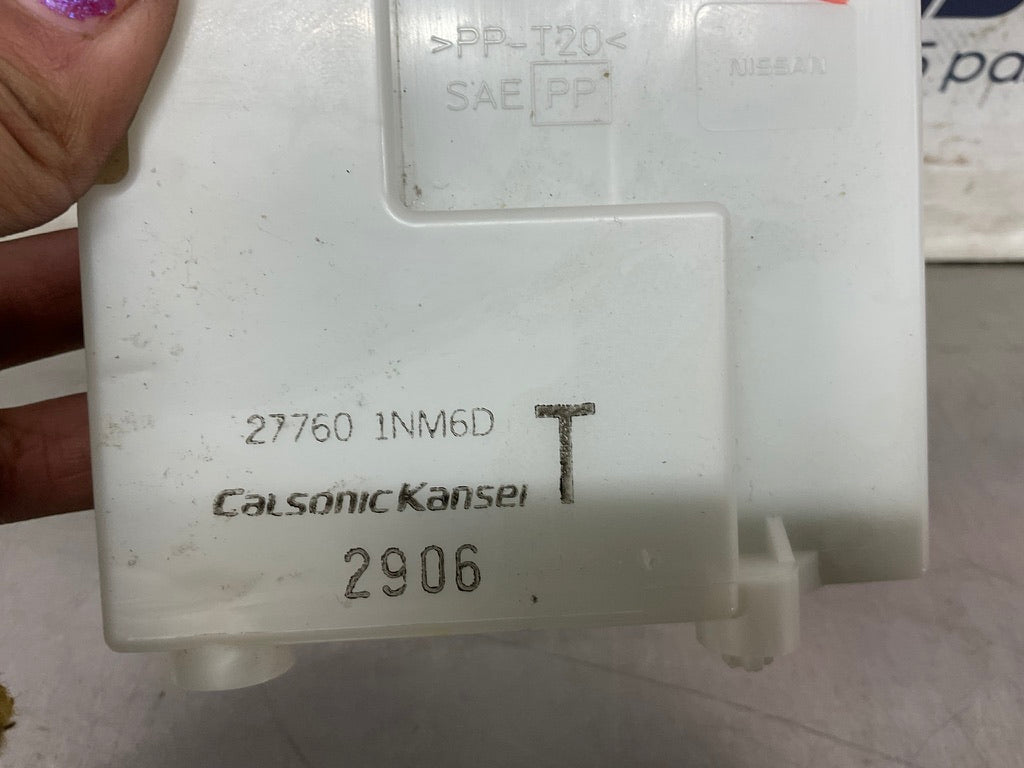 >PP-T20<
SAE PP
NISSAN
27760 1NM6D T
CalsonicKansei
2906